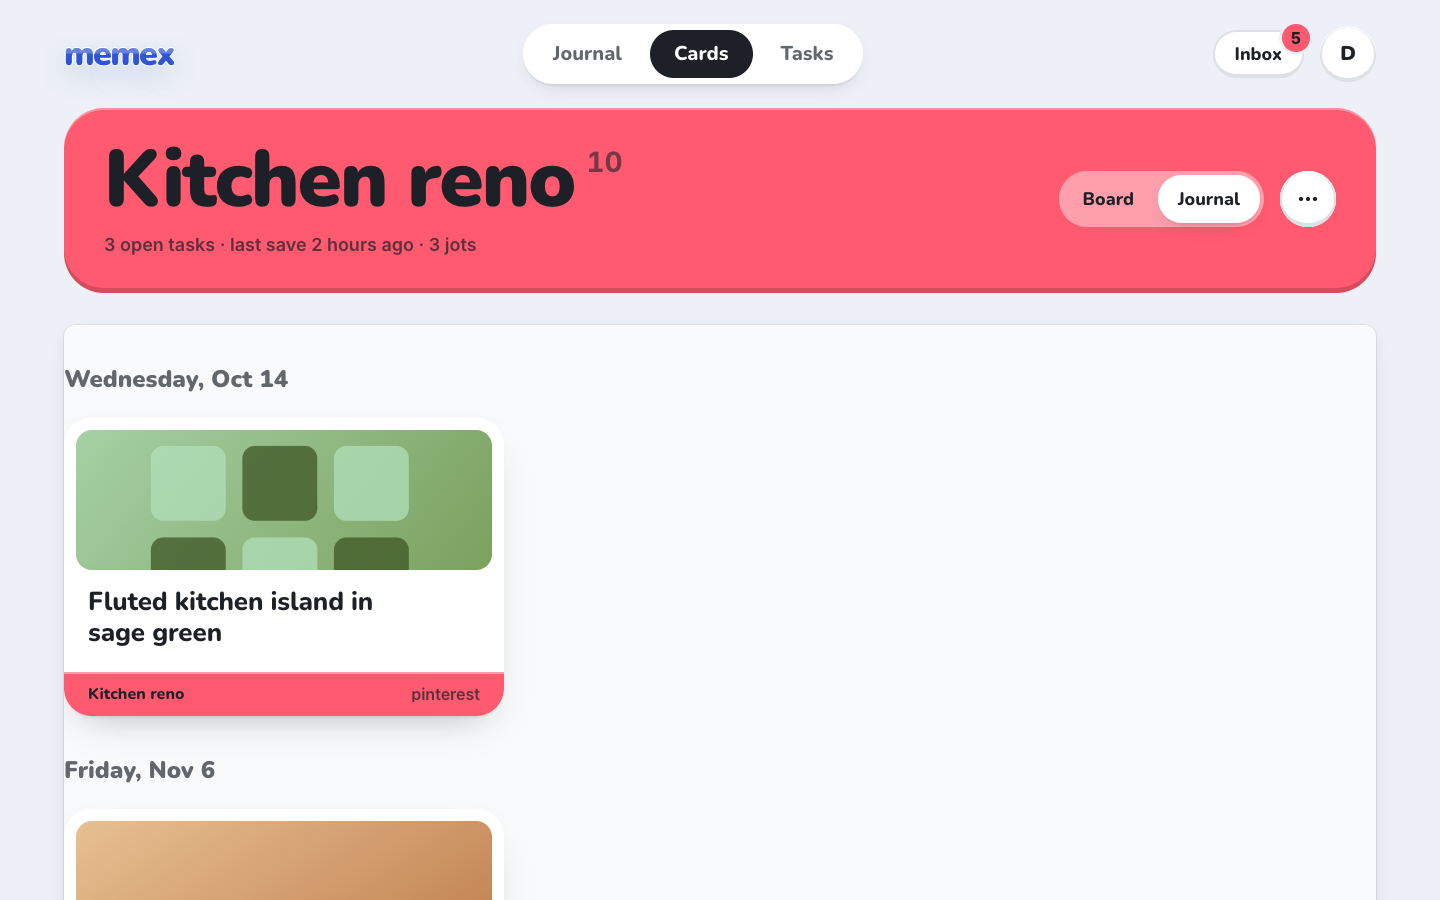 memex
Journal
Cards
Tasks
Inbox
5
D
Kitchen reno 10
3 open tasks · last save 2 hours ago · 3 jots
Board
Journal
Wednesday, Oct 14
Fluted kitchen island in
sage green
Kitchen reno
pinterest
Friday, Nov 6